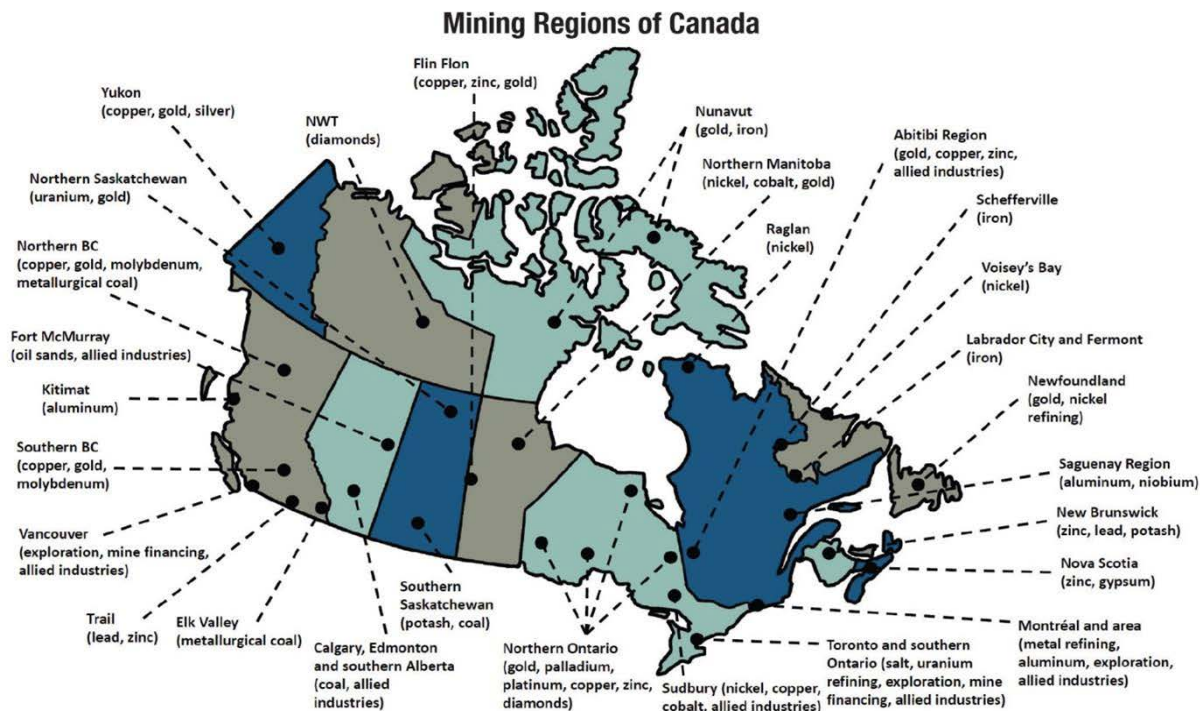 Mining Regions of Canada
Flin Flon
(copper, zinc, gold)
Yukon
(copper, gold, silver)
NWT
(diamonds)
Nunavut
(gold, iron)
Abitibi Region
(gold, copper, zinc,
allied industries)
Northern Manitoba
(nickel, cobalt, gold)
Northern Saskatchewan
(uranium, gold)
Schefferville
(iron)
Raglan
(nickel)
Northern BC
(copper, gold, molybdenum,
metallurgical coal)
Voisey's Bay
(nickel)
Fort McMurray
(oil sands, allied industries)
Labrador City and Fermont
(iron)
Kitimat
(aluminum)
Newfoundland
(gold, nickel
refining)
Southern BC
(copper, gold,
molybdenum)
Saguenay Region
(aluminum, niobium)
New Brunswick
(zinc, lead, potash)
Vancouver
(exploration, mine financing,
allied industries)
Nova Scotia
(zinc, gypsum)
Trail
(lead, zinc)
Elk Valley
(metallurgical coal)
Southern
Saskatchewan
(potash, coal)
Calgary, Edmonton
and southern Alberta
(coal, allied
industries)
Northern Ontario
(gold, palladium,
platinum, copper, zinc,
diamonds)
Sudbury (nickel, copper,
cobalt, allied industries)
Toronto and southern
Ontario (salt, uranium
refining, exploration, mine
financing, allied industries)
Montréal and area
(metal refining,
aluminum, exploration,
allied industries)